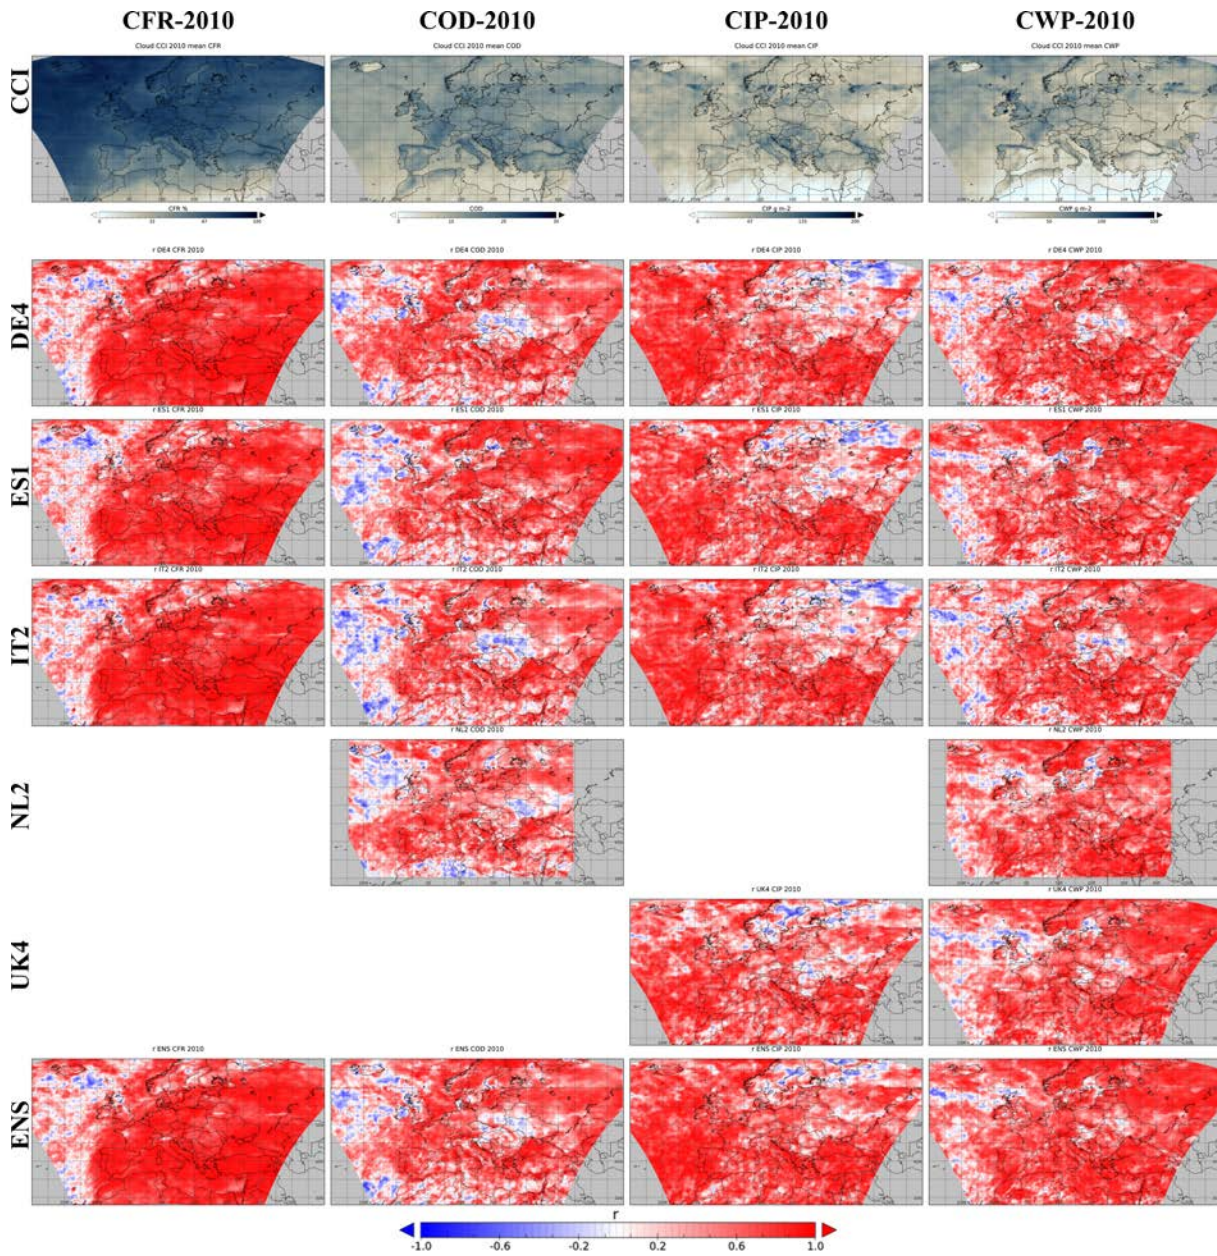 CFR-2010 COD-2010 CIP-2010 CWP-2010
Cloud CCI 2010 mean CFR Cloud CCI 2010 mean COD Cloud CCI 2010 mean CIP Cloud CCI 2010 mean CWP
CCI
CFR % COD CIP g m-2 CWP g m-2
r DE4 CFR 2010 r DE4 COD 2010 r DE4 CIP 2010 r DE4 CWP 2010
DE4
r ES1 CFR 2010 r ES1 COD 2010 r ES1 CIP 2010 r ES1 CWP 2010
ES1
r IT2 CFR 2010 r IT2 COD 2010 r IT2 CIP 2010 r IT2 CWP 2010
IT2
r NL2 COD 2010 r NL2 CWP 2010
NL2
r UK4 CIP 2010 r UK4 CWP 2010
UK4
r ENS CFR 2010 r ENS COD 2010 r ENS CIP 2010 r ENS CWP 2010
ENS
r
-1.0 -0.6 -0.2 0.2 0.6 1.0